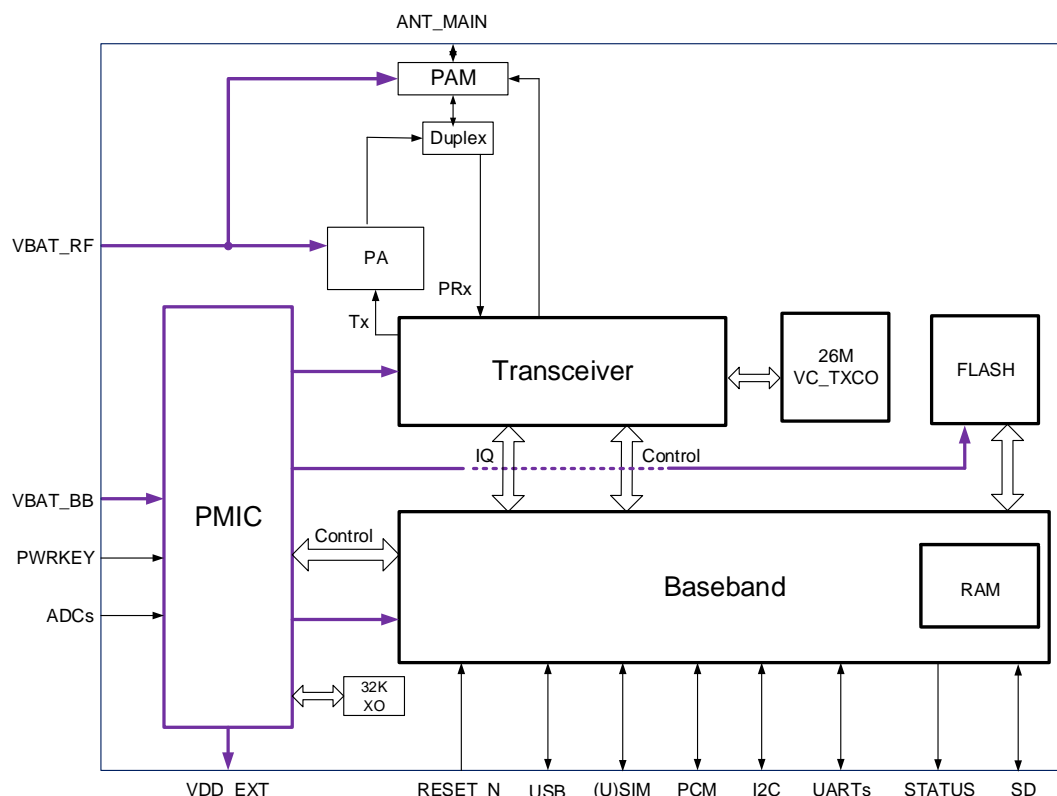 ANT_MAIN
PAM
Duplex
VBAT_RF
PA
PRx
Tx
Transceiver
26M
VC_TXCO
FLASH
IQ
Control
VBAT_BB
PMIC
PWRKEY
Control
ADCs
Baseband
RAM
32K
XO
VDD_EXT
RESET_N
USB
(U)SIM
PCM
I2C
UARTs
STATUS
SD